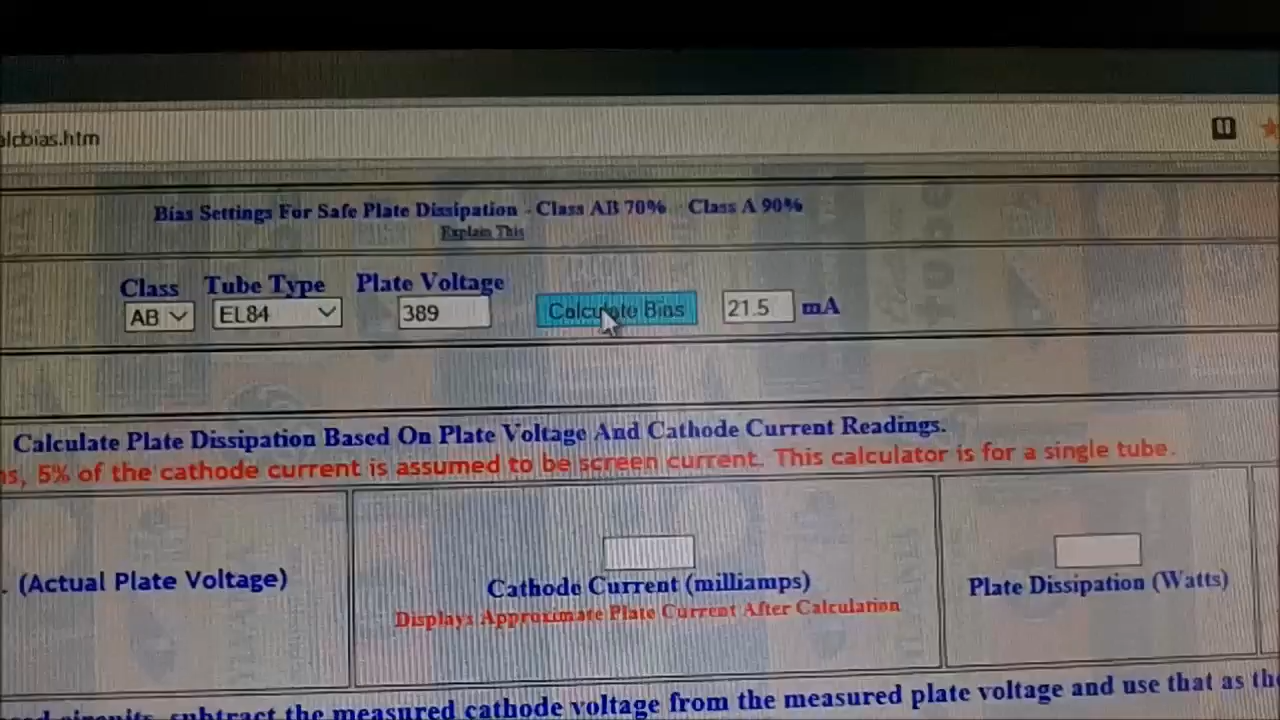 alcbias.htm
Bias Settings For Safe Plate Dissipation - Class AB 70% Class A 90%
Explain This
Class Tube Type Plate Voltage
AB EL84 389 Calculate Bias 21.5 mA
Calculate Plate Dissipation Based On Plate Voltage And Cathode Current Readings.
5% of the cathode current is assumed to be screen current. This calculator is for a single tube.
(Actual Plate Voltage)
Cathode Current (milliamps)
Displays Approximate Plate Current After Calculation
Plate Dissipation (Watts)
circuits, subtract the measured cathode voltage from the measured plate voltage and use that as the